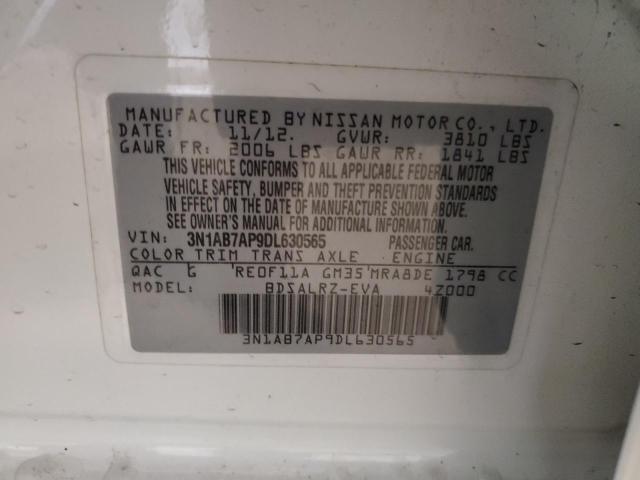 MANUFACTURED BY NISSAN MOTOR CO., LTD.
DATE: 11/12. GVWR: 3810 LBS
GAWR FR: 2006 LBS GAWR RR: 1841 LBS
THIS VEHICLE CONFORMS TO ALL APPLICABLE FEDERAL MOTOR
VEHICLE SAFETY, BUMPER AND THEFT PREVENTION STANDARDS
IN EFFECT ON THE DATE OF MANUFACTURE SHOWN ABOVE.
SEE OWNER'S MANUAL FOR ADDITIONAL INFORMATION.
VIN: 3N1AB7AP9DL630565 PASSENGER CAR.
COLOR TRIM TRANS AXLE ENGINE
QAC G RE0F11A GM35 MRA8DE 1798 CC
MODEL: BDSALRZ-EVA 4Z000
3N1AB7AP9DL630565